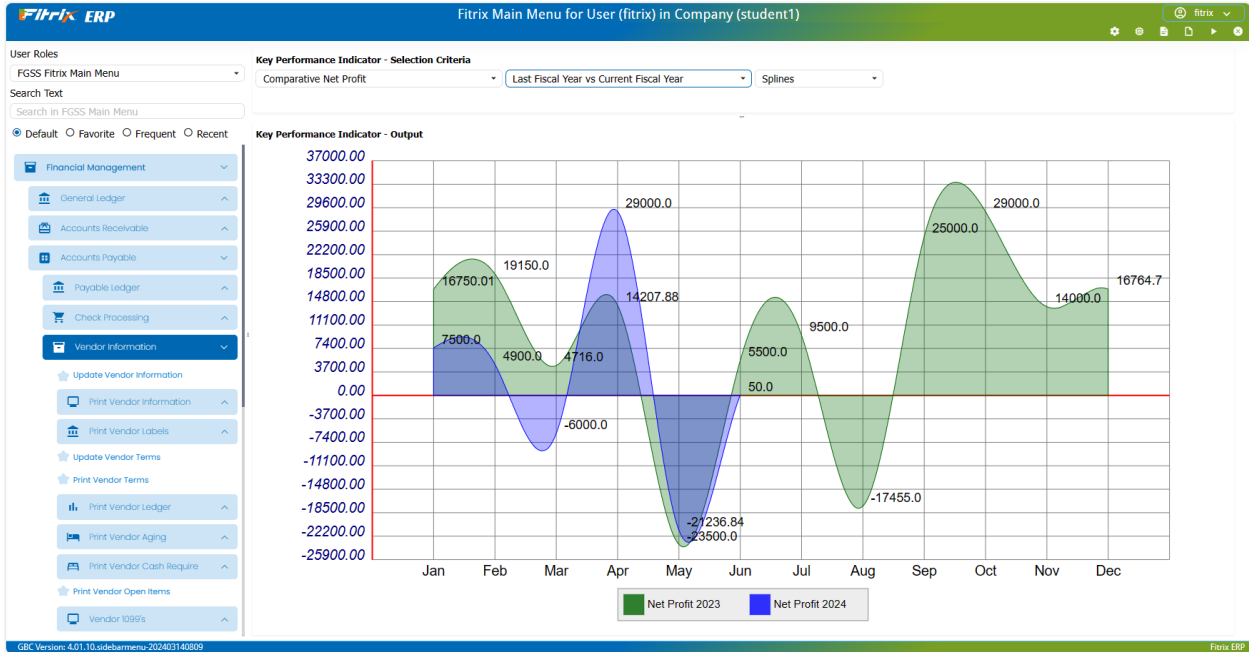 Fitrix ERP
Fitrix Main Menu for User (fitrix) in Company (student1)
fitrix
User Roles
FGSS Fitrix Main Menu
Search Text
Search in FGSS Main Menu
Default Favorite Frequent Recent
Financial Management
General Ledger
Accounts Receivable
Accounts Payable
Payable Ledger
Check Processing
Vendor Information
Update Vendor Information
Print Vendor Information
Print Vendor Labels
Update Vendor Terms
Print Vendor Terms
Print Vendor Ledger
Print Vendor Aging
Print Vendor Cash Require
Print Vendor Open Items
Vendor 1099's
Key Performance Indicator - Selection Criteria
Comparative Net Profit
Last Fiscal Year vs Current Fiscal Year
Splines
Key Performance Indicator - Output
37000.00
33300.00
29600.00
25900.00
22200.00
18500.00
14800.00
11100.00
7400.00
3700.00
0.00
-3700.00
-7400.00
-11100.00
-14800.00
-18500.00
-22200.00
-25900.00
16750.01
19150.0
4716.0
14207.88
-23500.0
5500.0
9500.0
-17455.0
25000.0
29000.0
14000.0
16764.7
7500.0
4900.0
-6000.0
29000.0
-21236.84
50.0
Jan Feb Mar Apr May Jun Jul Aug Sep Oct Nov Dec
Net Profit 2023 Net Profit 2024
GBC Version: 4.01.10.sidebarmenu-202403140809
Fitrix ERP